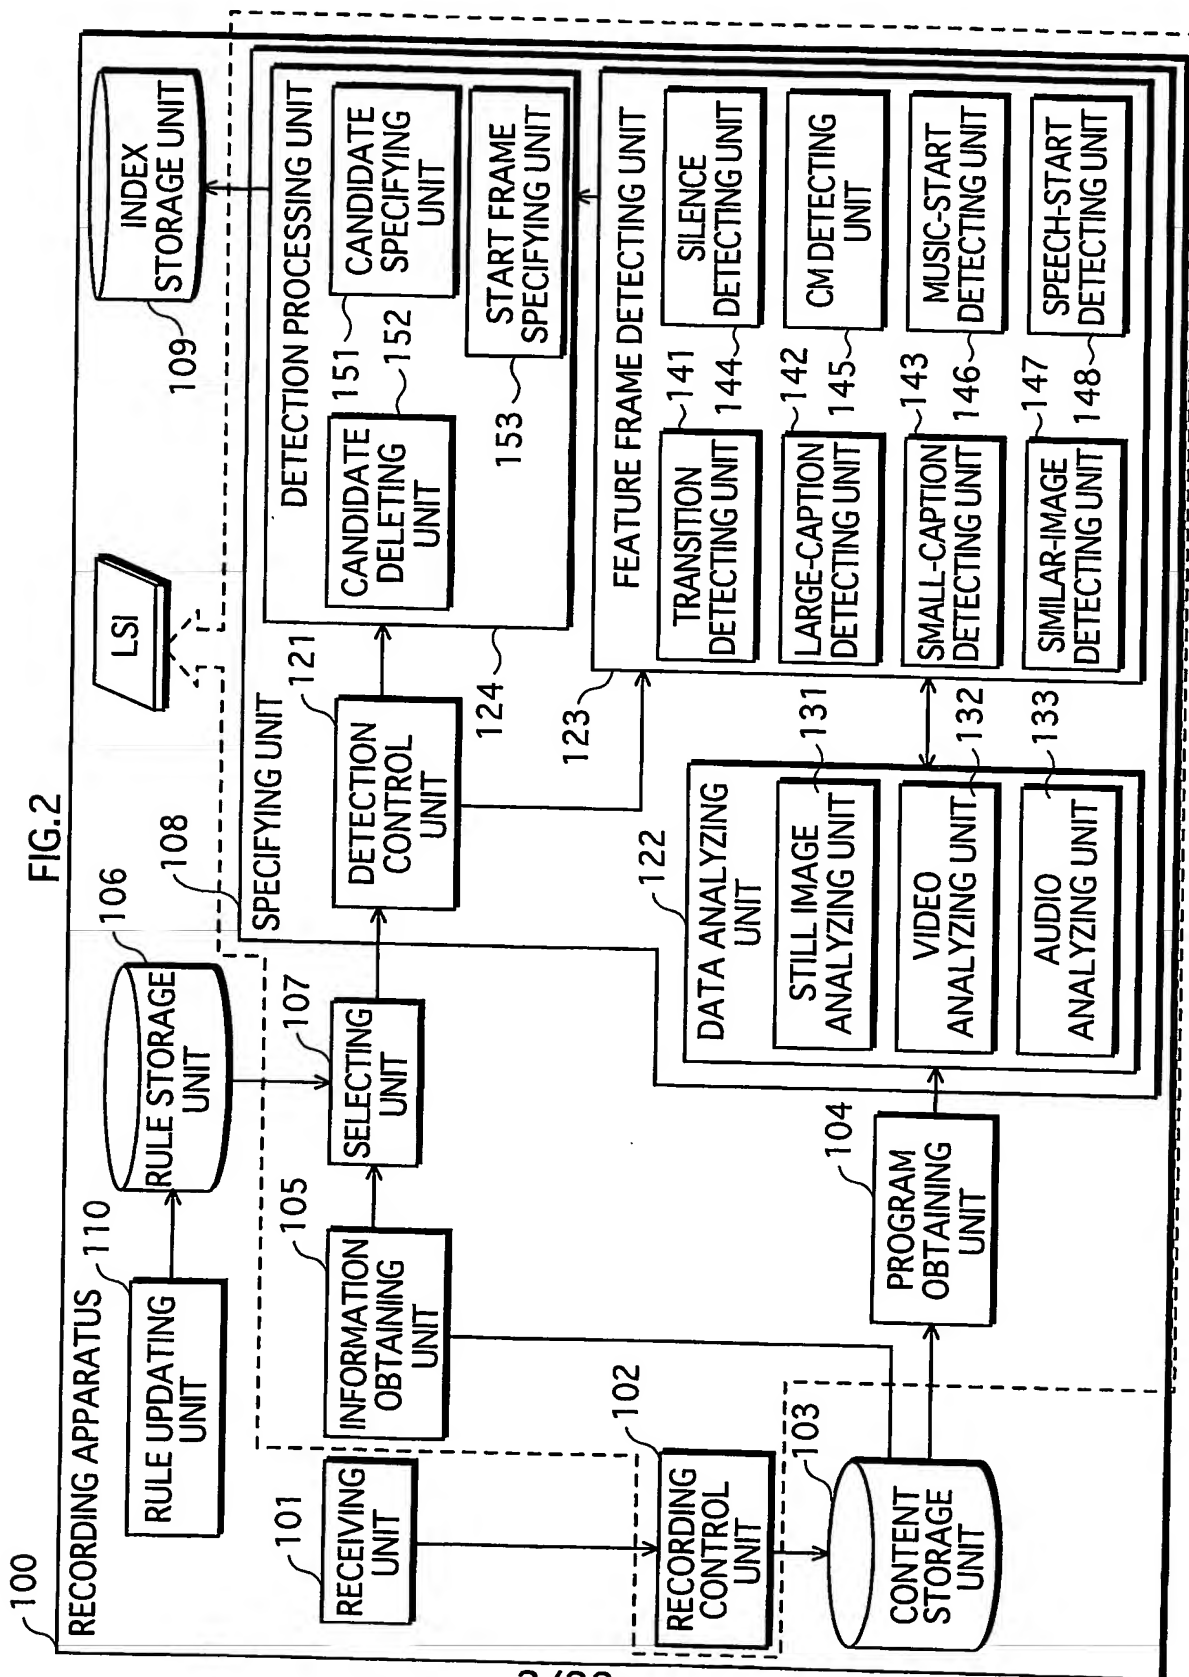 FIG.2
100
RECORDING APPARATUS
110
RULE UPDATING
UNIT
106
RULE STORAGE
UNIT
LSI
109
INDEX
STORAGE UNIT
101
RECEIVING
UNIT
105
INFORMATION
OBTAINING
UNIT
107
SELECTING
UNIT
108
SPECIFYING UNIT
121
DETECTION
CONTROL
UNIT
124
DETECTION PROCESSING UNIT
CANDIDATE
DELETING
UNIT
152
151
CANDIDATE
SPECIFYING
UNIT
153
START FRAME
SPECIFYING UNIT
102
RECORDING
CONTROL
UNIT
103
CONTENT
STORAGE
UNIT
104
PROGRAM
OBTAINING
UNIT
122
DATA ANALYZING
UNIT
STILL IMAGE
ANALYZING UNIT
131
VIDEO
ANALYZING UNIT
132
AUDIO
ANALYZING UNIT
133
123
FEATURE FRAME DETECTING UNIT
TRANSITION
DETECTING UNIT
141
144
SILENCE
DETECTING UNIT
LARGE-CAPTION
DETECTING UNIT
142
145
CM DETECTING
UNIT
SMALL-CAPTION
DETECTING UNIT
143
146
MUSIC-START
DETECTING UNIT
SIMILAR-IMAGE
DETECTING UNIT
147
148
SPEECH-START
DETECTING UNIT